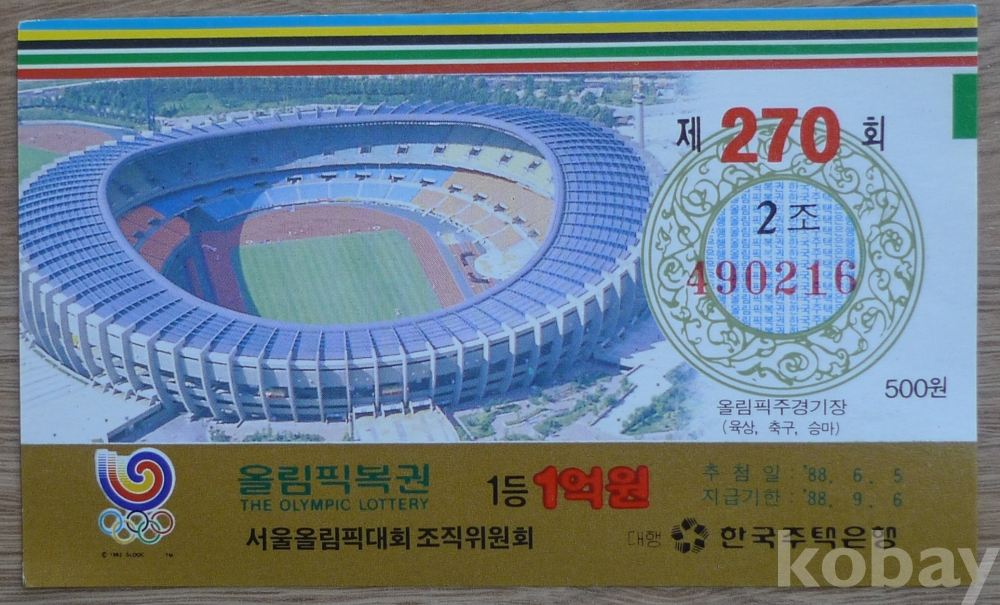 제 270 회
2 조
490216
500원
올림픽주경기장
(육상, 축구, 승마)
올림픽복권
THE OLYMPIC LOTTERY
1등 1억원
추첨일 '88. 6. 5
지급기한 : '88. 9. 6
서울올림픽대회 조직위원회
대행 한국주택은행
© 1983 SLOOC TM
kobay